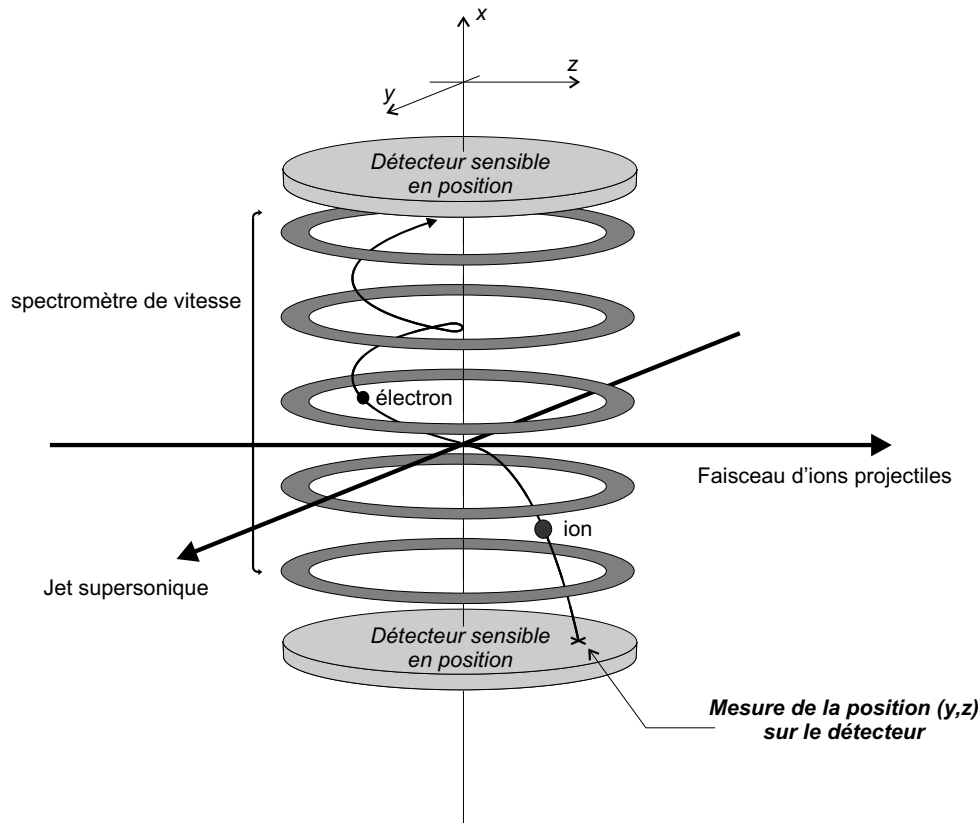 x
z
y
Détecteur sensible
en position
spectromètre de vitesse
électron
Faisceau d'ions projectiles
ion
Jet supersonique
Détecteur sensible
en position
Mesure de la position (y,z)
sur le détecteur